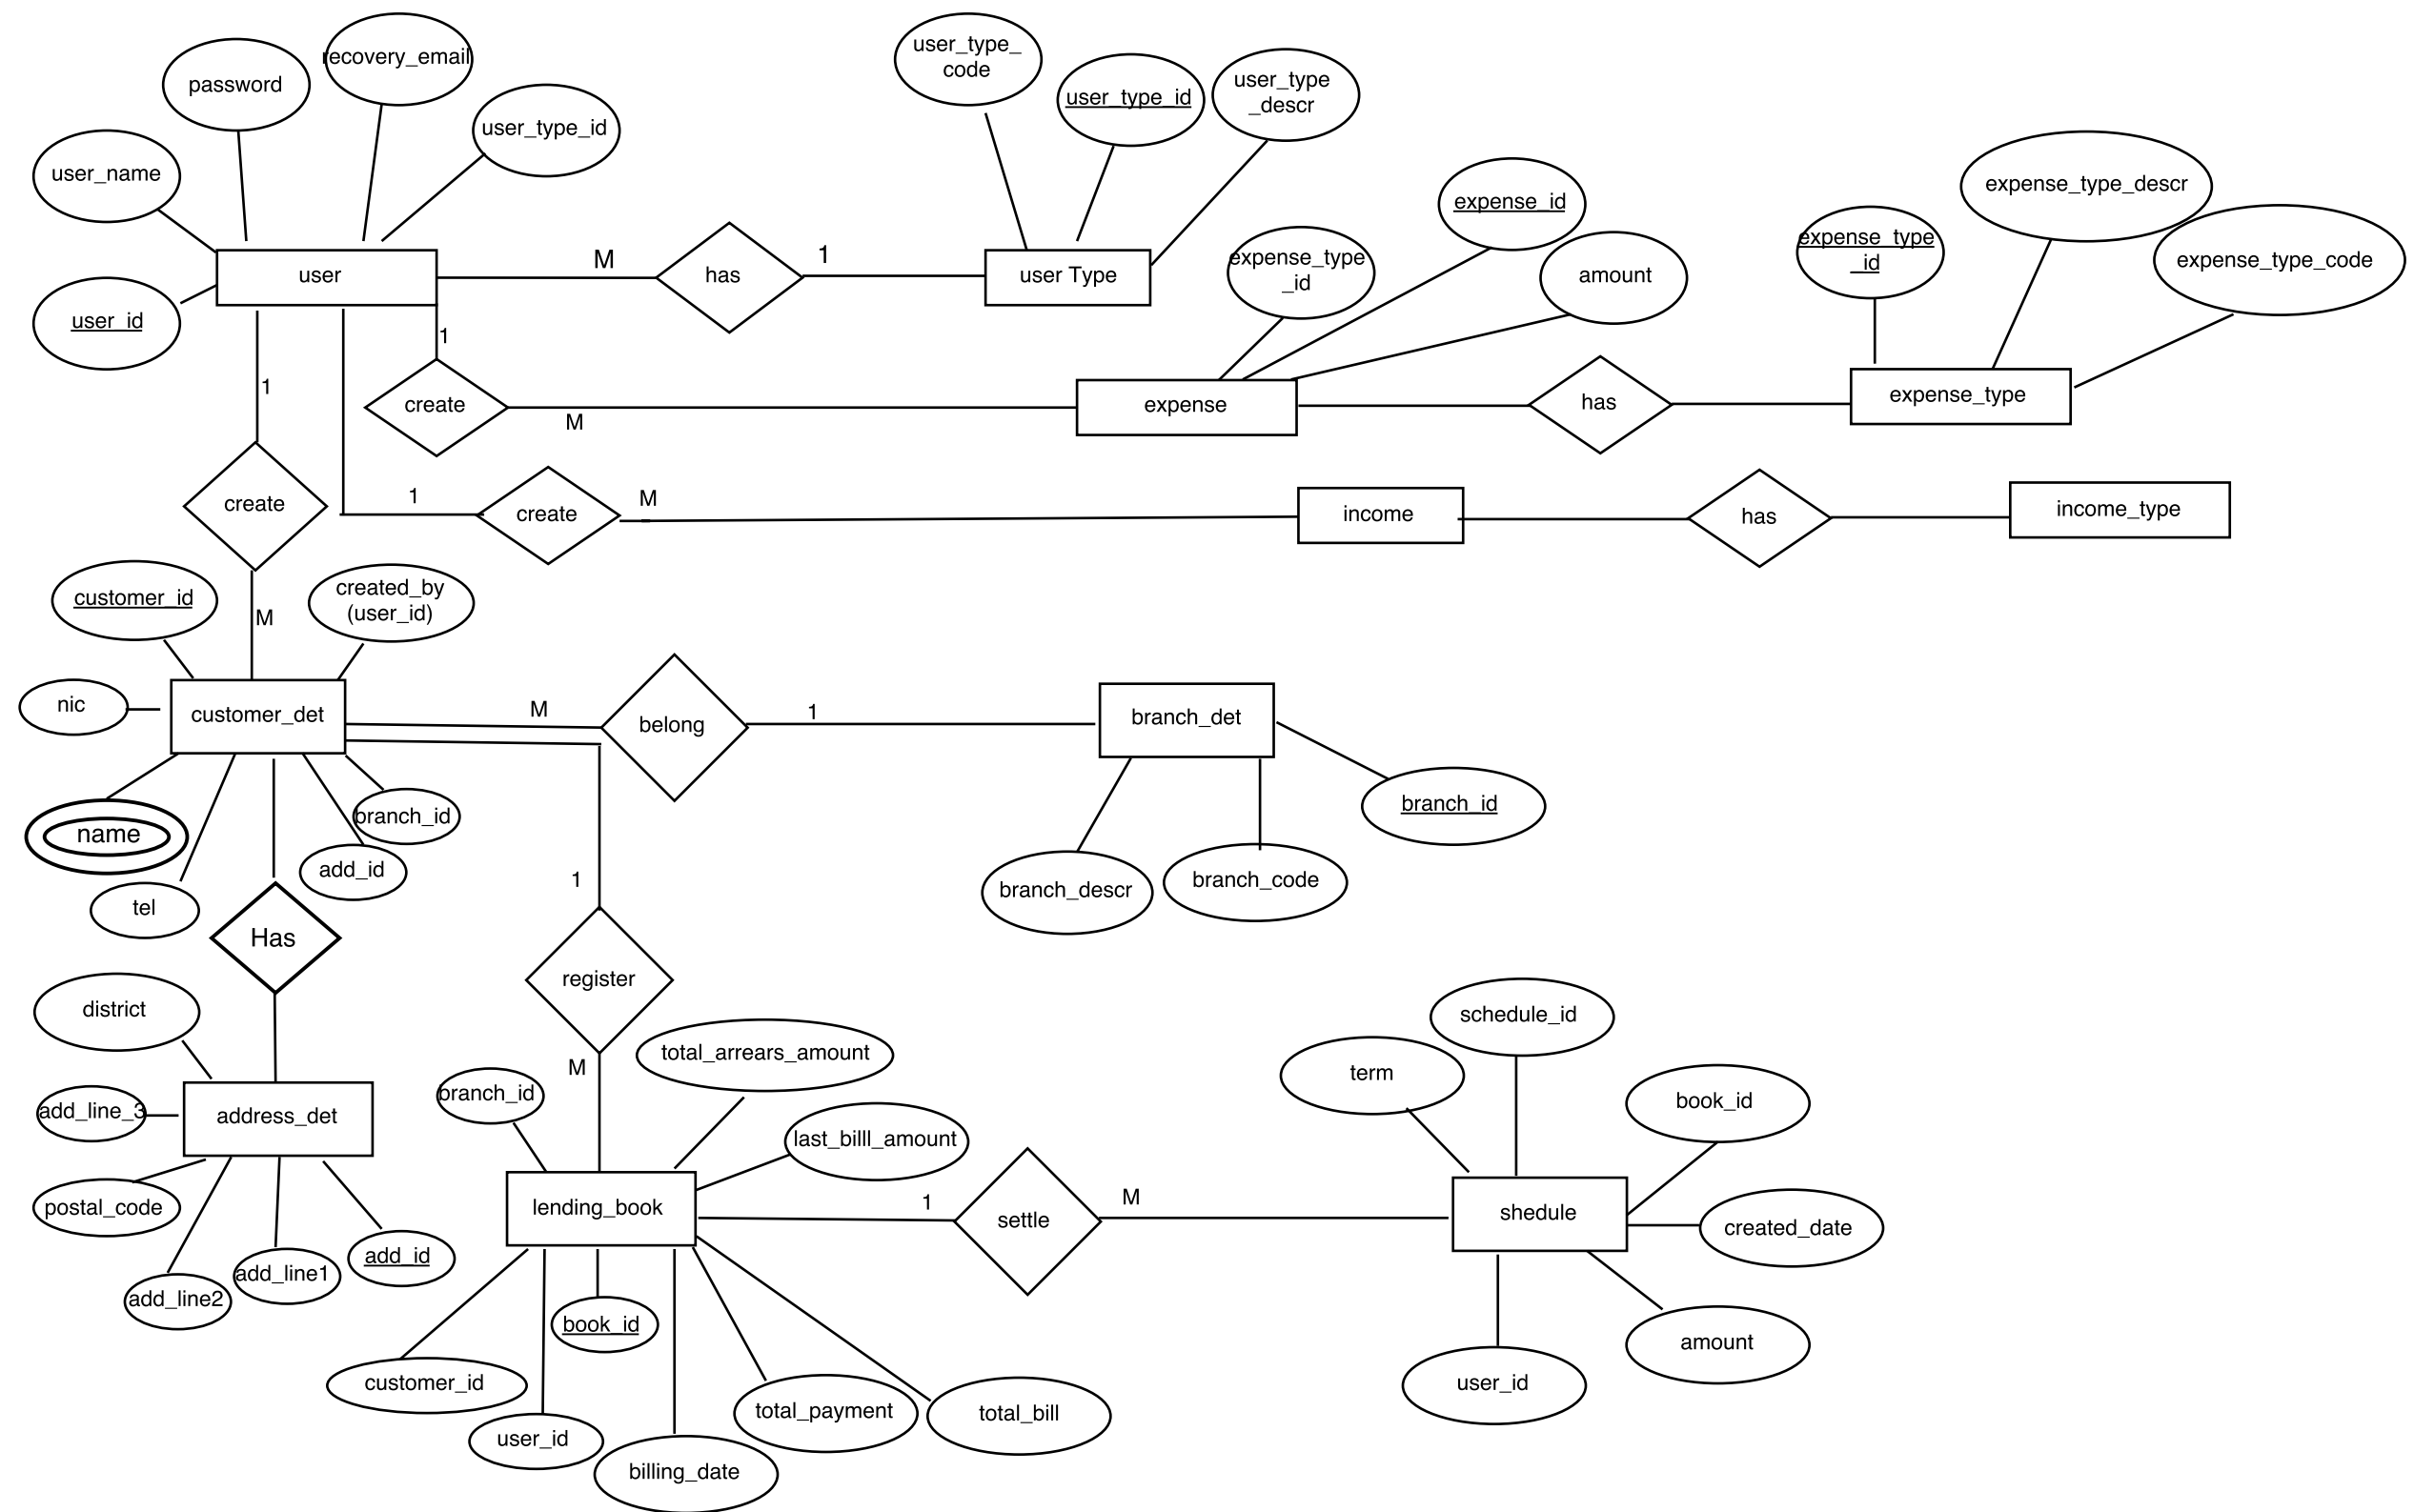 recovery_email
password
user_type_id
user_name
user_id
user
M
has
1
user_type_
code
user_type_id
user_type
_descr
user Type
1
create
M
expense_type
_id
expense_id
amount
expense
has
expense_type
_id
expense_type_descr
expense_type_code
expense_type
1
create
M
income
has
income_type
1
create
M
customer_id
created_by
(user_id)
nic
customer_det
name
tel
add_id
branch_id
M
belong
1
branch_det
branch_descr
branch_code
branch_id
Has
district
add_line_3
address_det
postal_code
add_line2
add_line1
add_id
1
register
M
branch_id
total_arrears_amount
last_billl_amount
lending_book
customer_id
user_id
book_id
billing_date
total_payment
total_bill
1
settle
M
term
schedule_id
book_id
shedule
created_date
user_id
amount